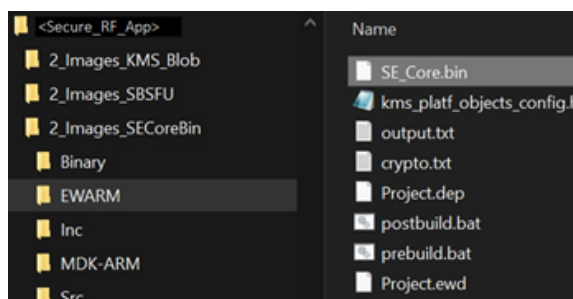 <Secure_RF_App>
2_Images_KMS_Blob
2_Images_SBSFU
2_Images_SECoreBin
Binary
EWARM
Inc
MDK-ARM
Src
Name
SE_Core.bin
kms_platf_objects_config.h
output.txt
crypto.txt
Project.dep
postbuild.bat
prebuild.bat
Project.ewd